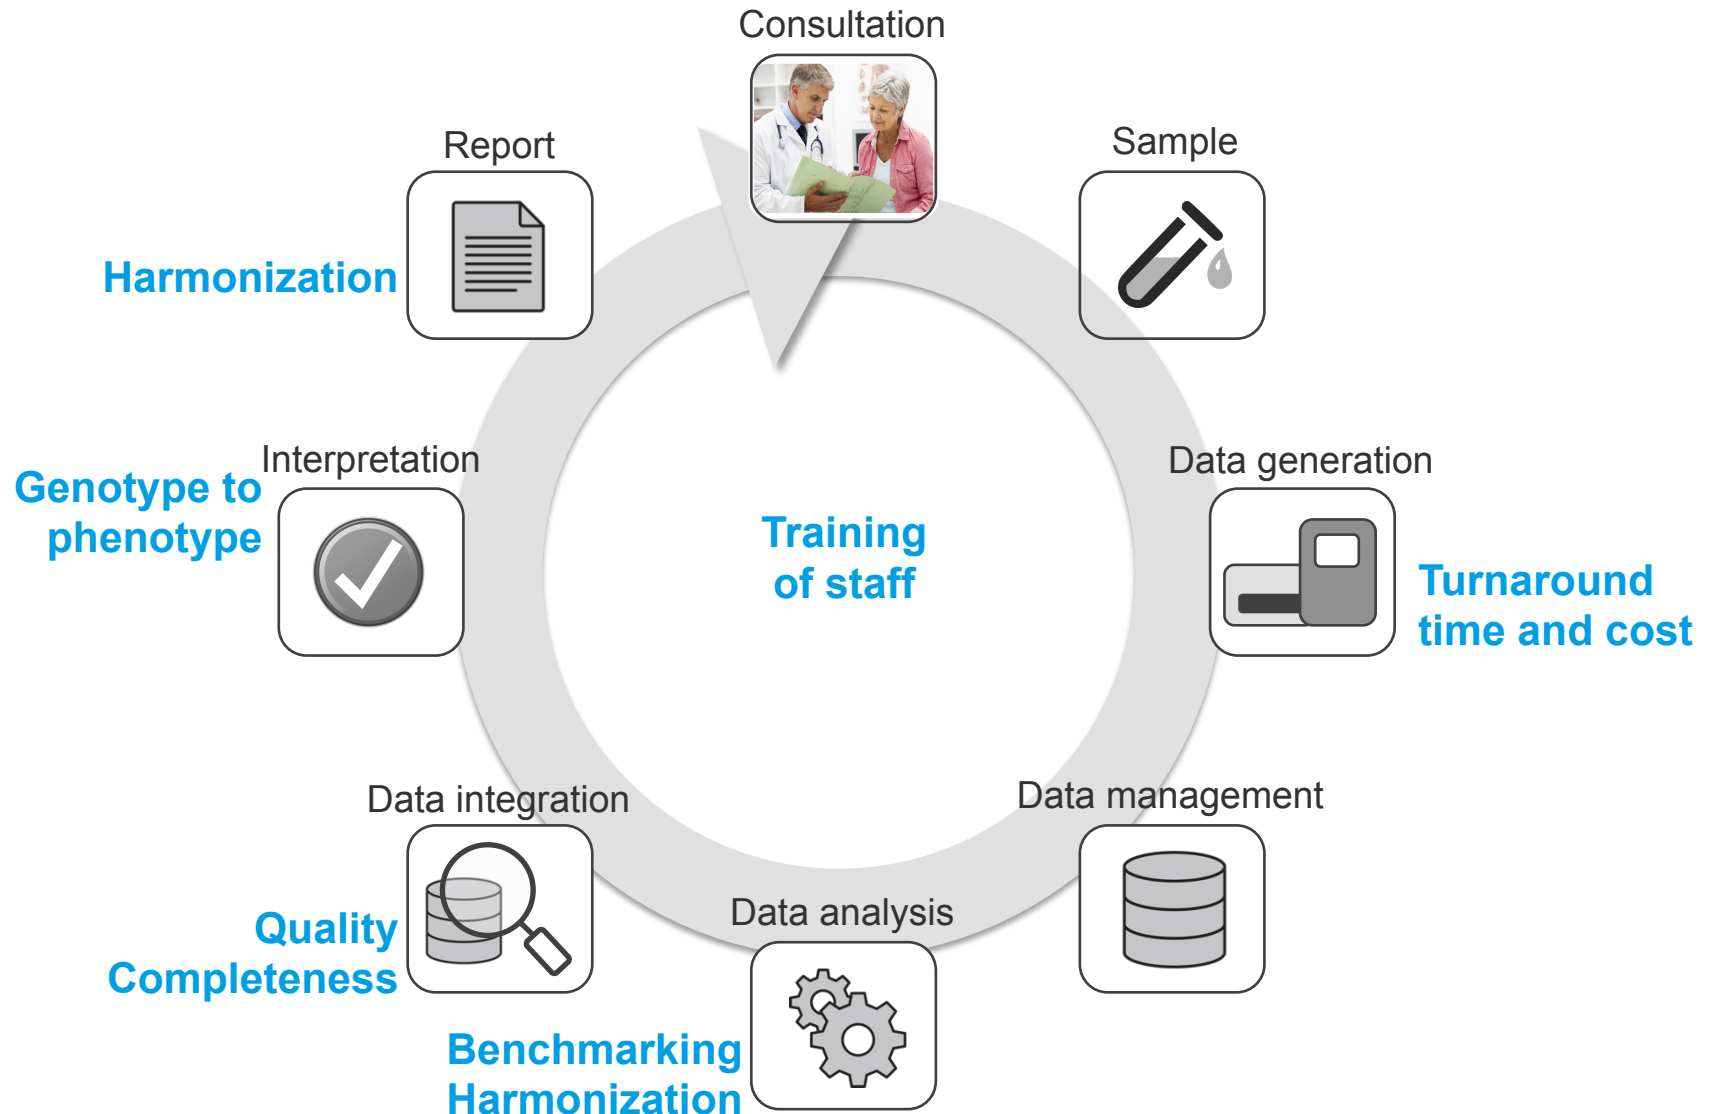 Consultation
Report
Sample
Harmonization
Interpretation
Data generation
Genotype to
phenotype
Training
of staff
Turnaround
time and cost
Data integration
Data management
Quality
Completeness
Data analysis
Benchmarking
Harmonization